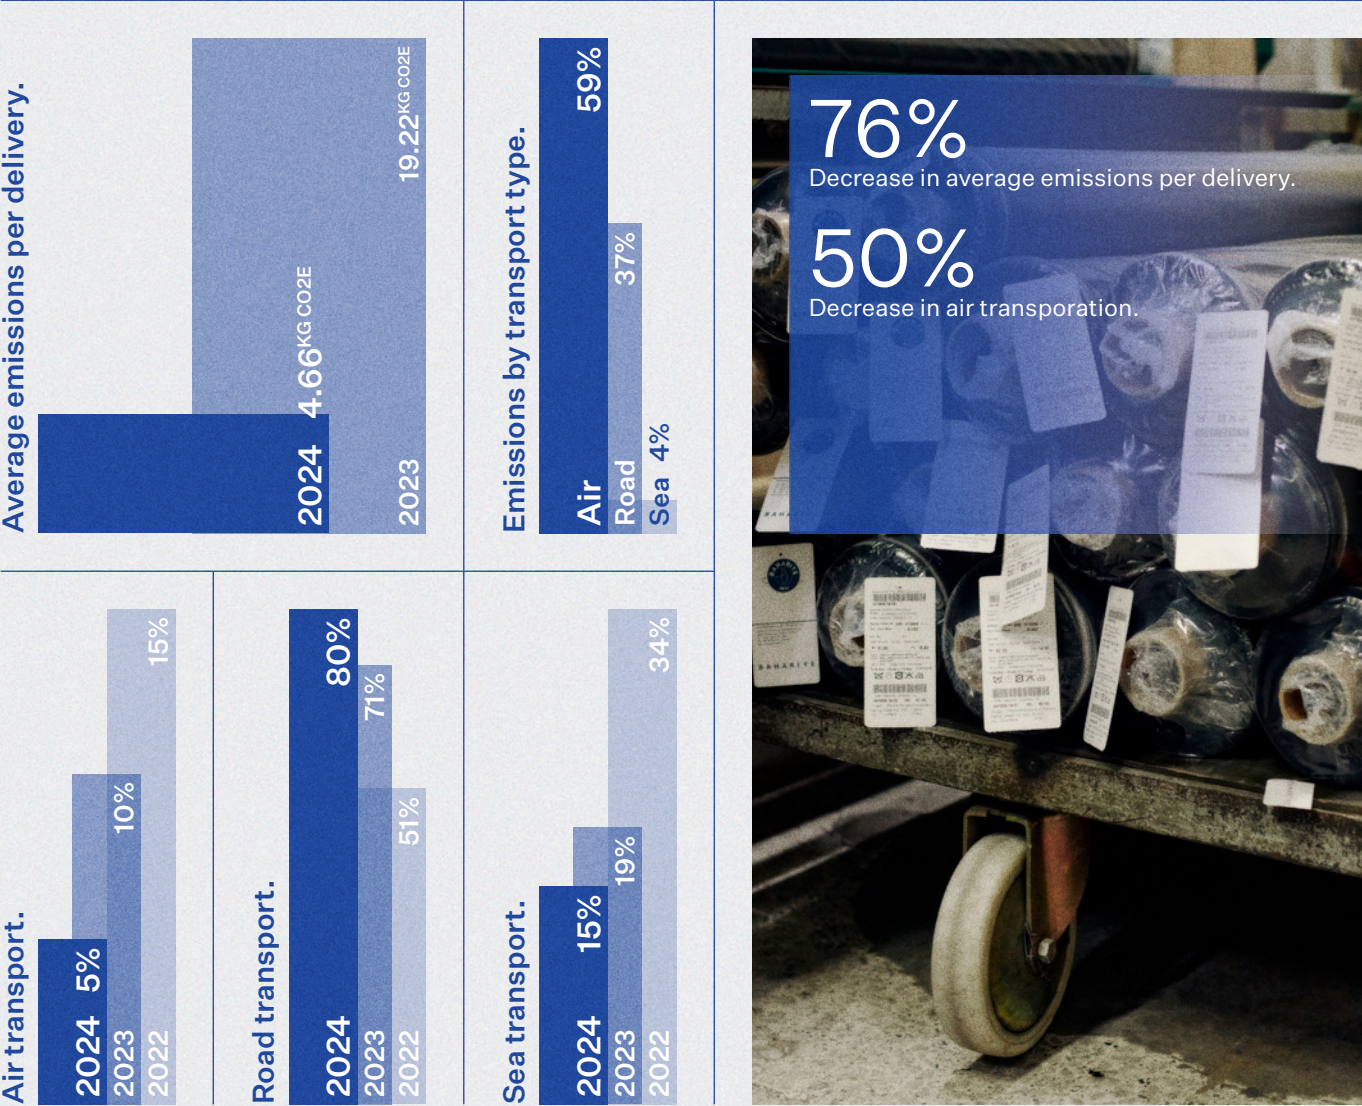 Average emissions per delivery.
2024 4.66KG CO2E
2023 19.22KG CO2E
Emissions by transport type.
Air 59%
Road 37%
Sea 4%
76%
Decrease in average emissions per delivery.
50%
Decrease in air transporation.
Air transport.
2024 5%
2023 10%
2022 15%
Road transport.
2024 80%
2023 71%
2022 51%
Sea transport.
2024 15%
2023 19%
2022 34%
BAHARIYE